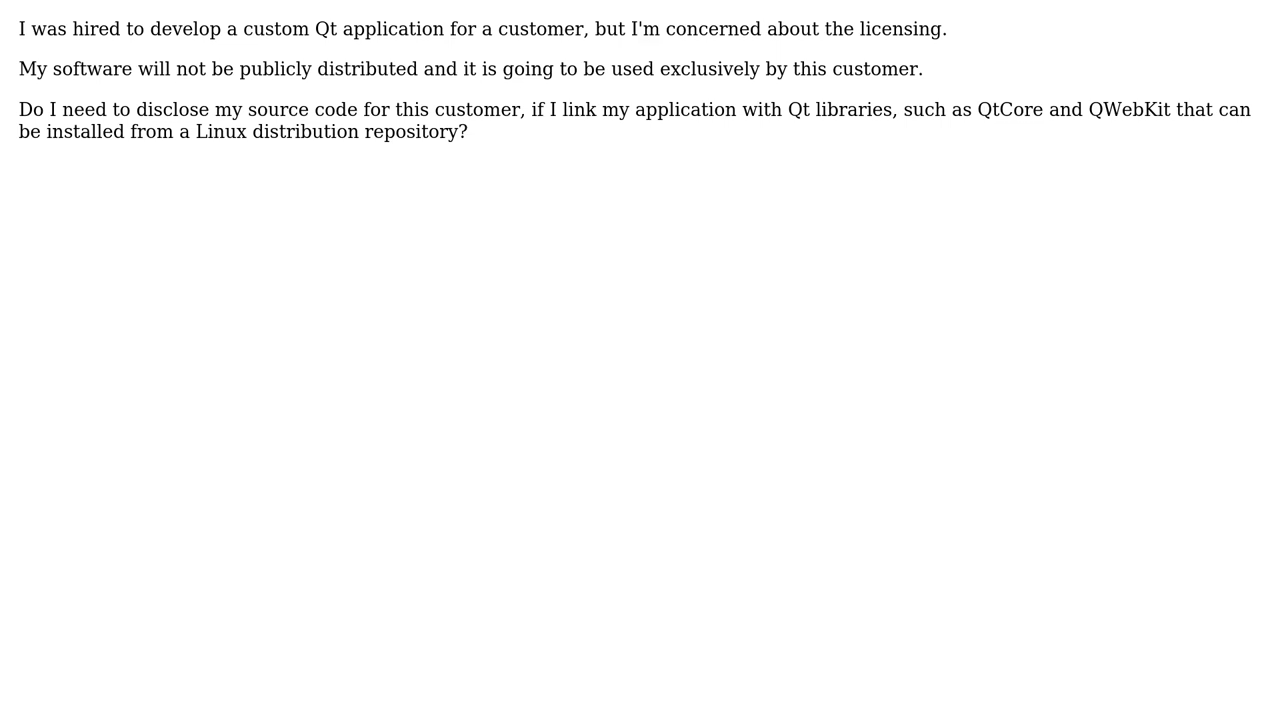 I was hired to develop a custom Qt application for a customer, but I'm concerned about the licensing.
My software will not be publicly distributed and it is going to be used exclusively by this customer.
Do I need to disclose my source code for this customer, if I link my application with Qt libraries, such as QtCore and QWebKit that can
be installed from a Linux distribution repository?